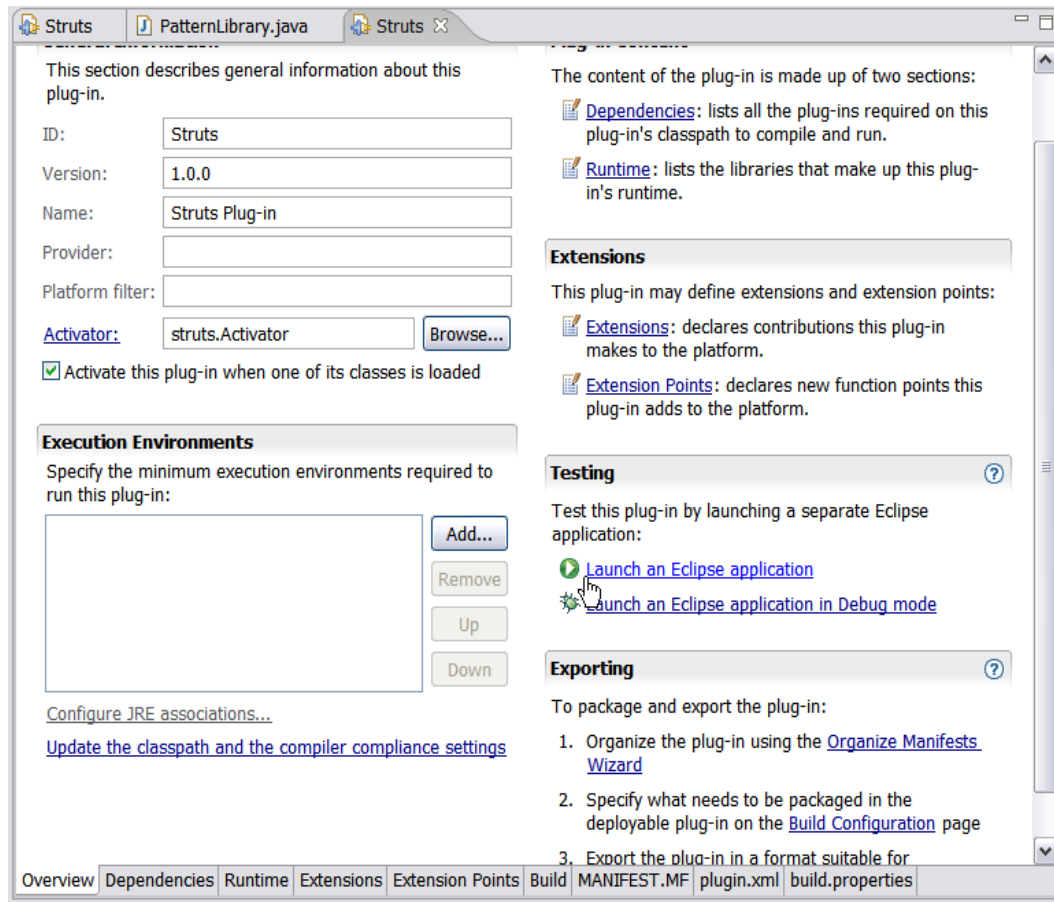 Struts
PatternLibrary.java
Struts
This section describes general information about this
plug-in.
ID:
Struts
Version:
1.0.0
Name:
Struts Plug-in
Provider:
Platform filter:
Activator:
struts.Activator
Browse...
Activate this plug-in when one of its classes is loaded
Execution Environments
Specify the minimum execution environments required to
run this plug-in:
Add...
Remove
Up
Down
Configure JRE associations...
Update the classpath and the compiler compliance settings
The content of the plug-in is made up of two sections:
Dependencies: lists all the plug-ins required on this
plug-in's classpath to compile and run.
Runtime: lists the libraries that make up this plug-
in's runtime.
Extensions
This plug-in may define extensions and extension points:
Extensions: declares contributions this plug-in
makes to the platform.
Extension Points: declares new function points this
plug-in adds to the platform.
Testing
Test this plug-in by launching a separate Eclipse
application:
Launch an Eclipse application
Launch an Eclipse application in Debug mode
Exporting
To package and export the plug-in:
1. Organize the plug-in using the Organize Manifests
Wizard
2. Specify what needs to be packaged in the
deployable plug-in on the Build Configuration page
3. Export the plug-in in a format suitable for
Overview
Dependencies
Runtime
Extensions
Extension Points
Build
MANIFEST.MF
plugin.xml
build.properties